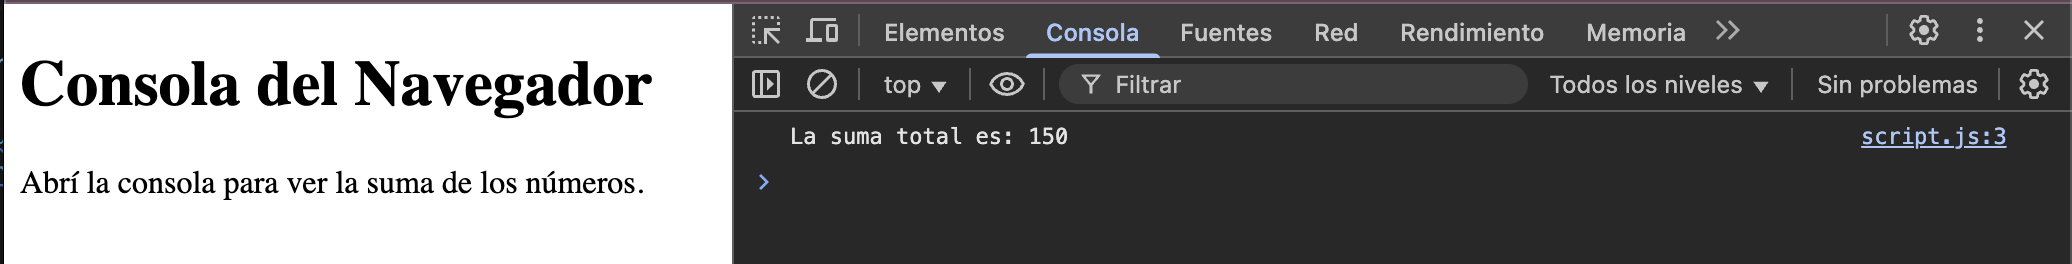 Consola del Navegador
Abrí la consola para ver la suma de los números.
Elementos Consola Fuentes Red Rendimiento Memoria
top Filtrar Todos los niveles Sin problemas
La suma total es: 150 script.js:3